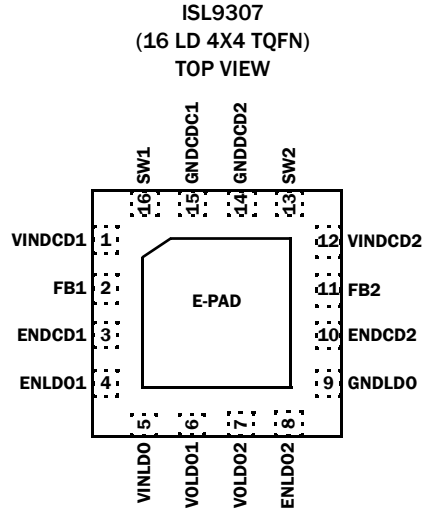 ISL9307
(16 LD 4X4 TQFN)
TOP VIEW
SW1
GNDCDC1
GNDDCD2
SW2
16
15
14
13
VINDCD1 1
12 VINDCD2
FB1 2
11 FB2
E-PAD
ENDCD1 3
10 ENDCD2
ENLDO1 4
9 GNDLDO
5
6
7
8
VINLDO
VOLDO1
VOLDO2
ENLDO2